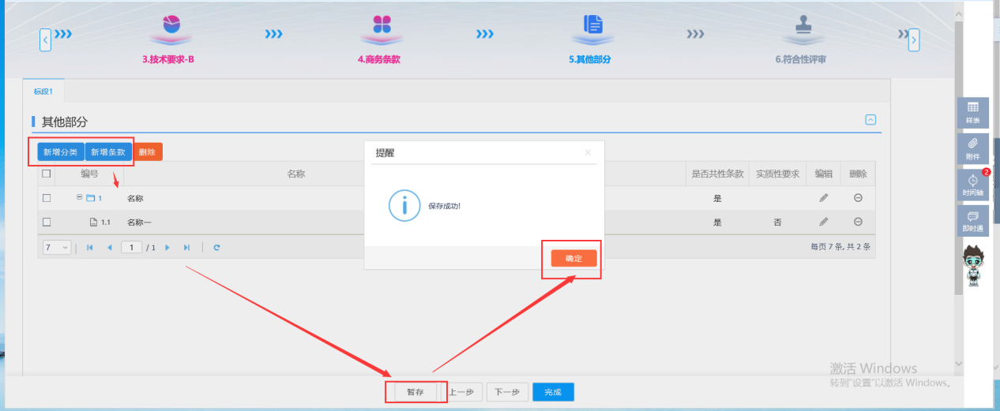 3.技术要求-B
4.商务条款
5.其他部分
6.符合性评审
标段1
其他部分
新增分类 新增条款 删除
编号 名称 是否共性条款 实质性要求 编辑 删除
1 名称 是
1.1 名称一 是 否
7 1 / 1 每页 7 条, 共 2 条
提醒
保存成功!
确定
样表
附件
2
时间轴
即时通
激活 Windows
转到"设置"以激活 Windows。
暂存 上一步 下一步 完成